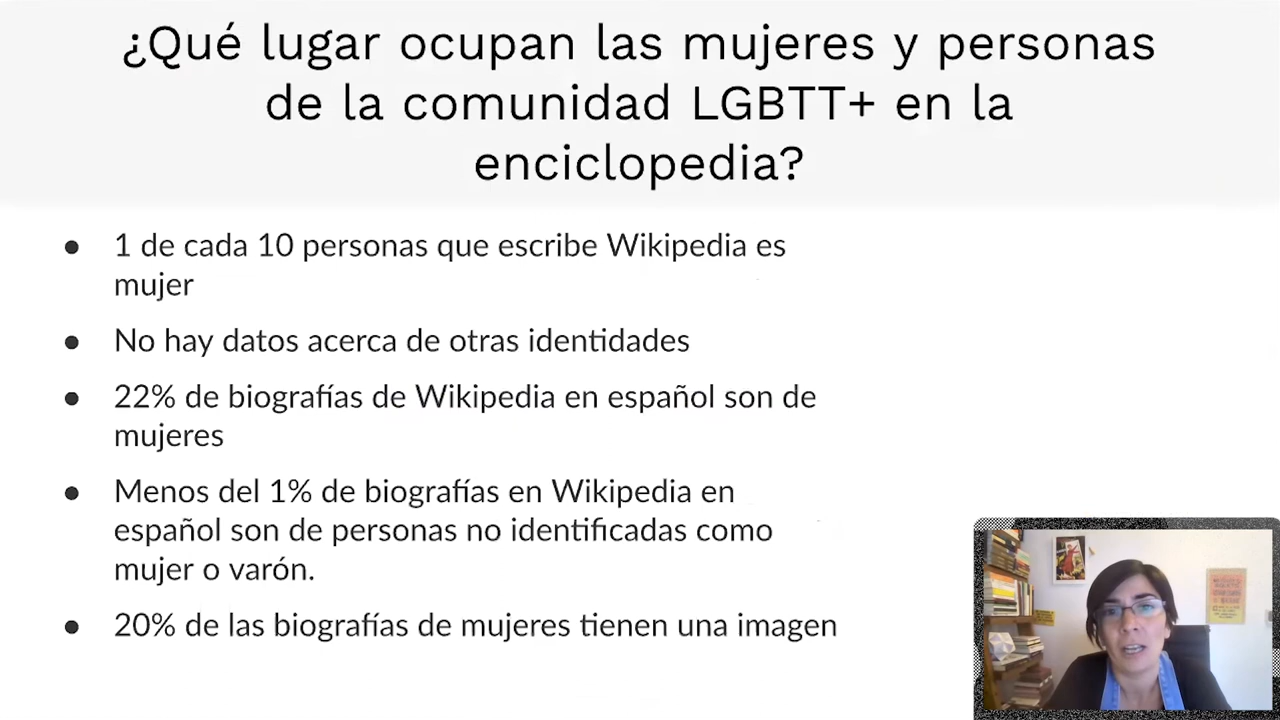 ¿Qué lugar ocupan las mujeres y personas
de la comunidad LGBTT+ en la
enciclopedia?
● 1 de cada 10 personas que escribe Wikipedia es
mujer
● No hay datos acerca de otras identidades
● 22% de biografías de Wikipedia en español son de
mujeres
● Menos del 1% de biografías en Wikipedia en
español son de personas no identificadas como
mujer o varón.
● 20% de las biografías de mujeres tienen una imagen